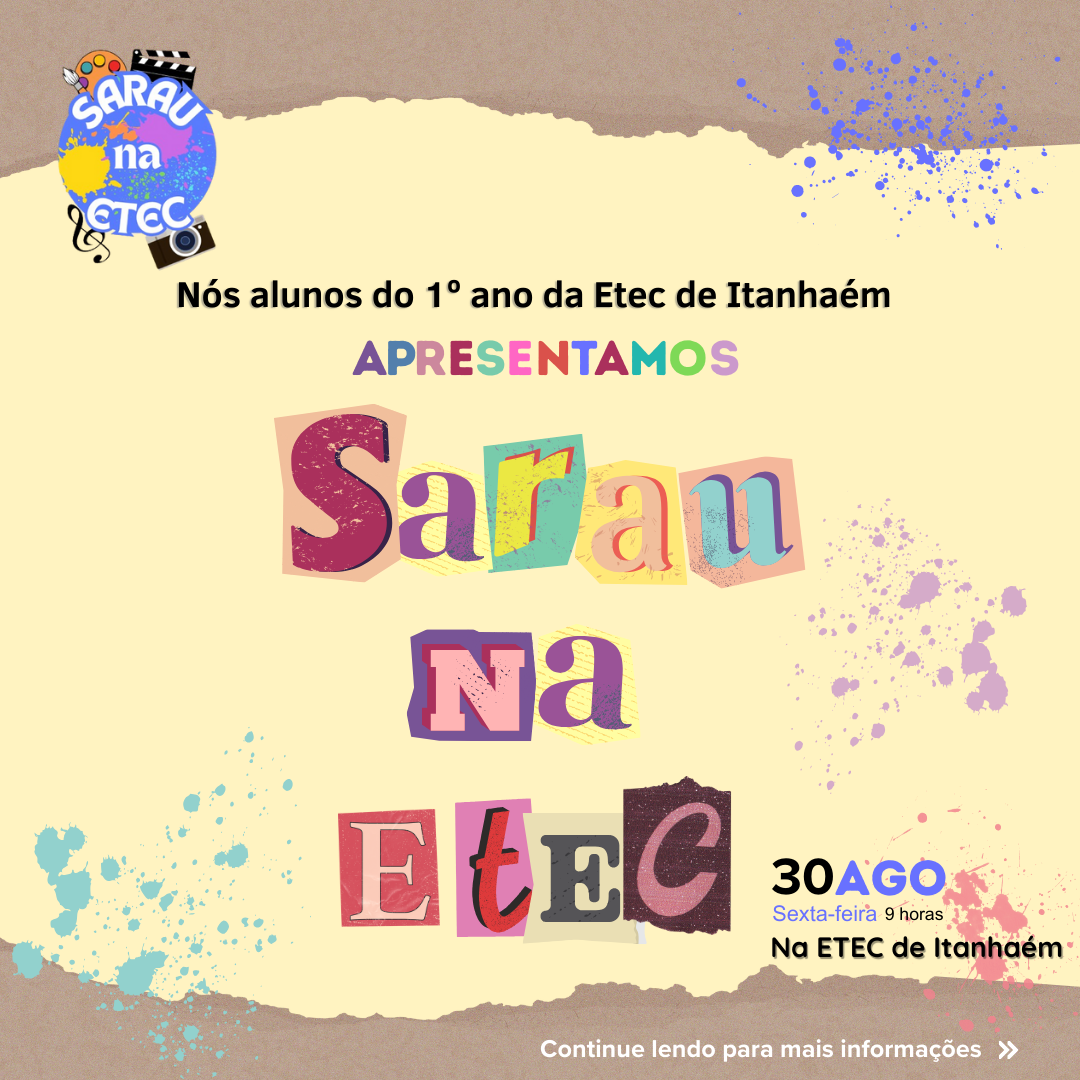 SARAU
na
ETEC
Nós alunos do 1º ano da Etec de Itanhaém
APRESENTAMOS
Sarau
Na
EtEC
30AGO
Sexta-feira 9 horas
Na ETEC de Itanhaém
Continue lendo para mais informações »